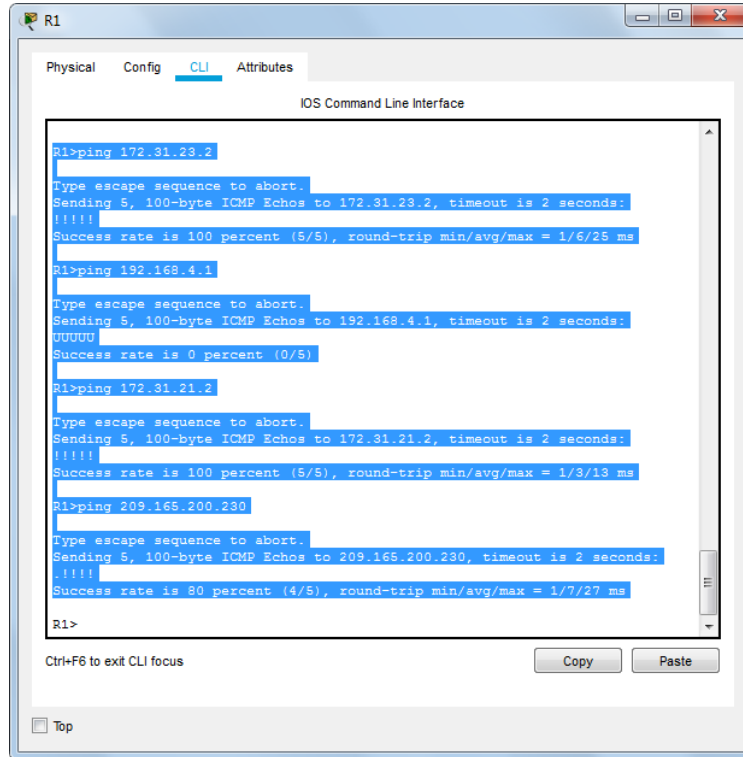 R1
Physical Config CLI Attributes
IOS Command Line Interface
R1>ping 172.31.23.2
Type escape sequence to abort.
Sending 5, 100-byte ICMP Echos to 172.31.23.2, timeout is 2 seconds:
!!!!!
Success rate is 100 percent (5/5), round-trip min/avg/max = 1/6/25 ms
R1>ping 192.168.4.1
Type escape sequence to abort.
Sending 5, 100-byte ICMP Echos to 192.168.4.1, timeout is 2 seconds:
UUUUU
Success rate is 0 percent (0/5)
R1>ping 172.31.21.2
Type escape sequence to abort.
Sending 5, 100-byte ICMP Echos to 172.31.21.2, timeout is 2 seconds:
!!!!!
Success rate is 100 percent (5/5), round-trip min/avg/max = 1/3/13 ms
R1>ping 209.165.200.230
Type escape sequence to abort.
Sending 5, 100-byte ICMP Echos to 209.165.200.230, timeout is 2 seconds:
.!!!!
Success rate is 80 percent (4/5), round-trip min/avg/max = 1/7/27 ms
R1>
Ctrl+F6 to exit CLI focus
Copy Paste
Top